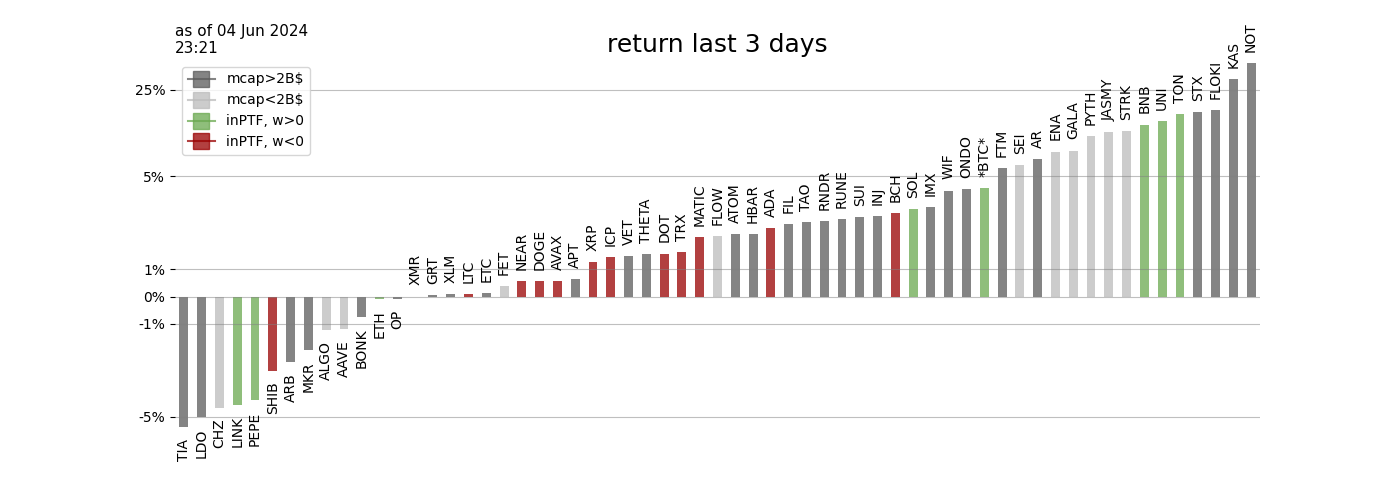 as of 04 Jun 2024
23:21
return last 3 days
mcap>2B$
mcap<2B$
inPTF, w>0
inPTF, w<0
25%
5%
1%
0%
-1%
-5%
TIA
LDO
CHZ
LINK
PEPE
SHIB
ARB
MKR
ALGO
AAVE
BONK
ETH
OP
XMR
GRT
XLM
LTC
ETC
FET
NEAR
DOGE
AVAX
APT
XRP
ICP
VET
THETA
DOT
TRX
MATIC
FLOW
ATOM
HBAR
ADA
FIL
TAO
RNDR
RUNE
SUI
INJ
BCH
SOL
IMX
WIF
ONDO
*BTC*
FTM
SEI
AR
ENA
GALA
PYTH
JASMY
STRK
BNB
UNI
TON
STX
FLOKI
KAS
NOT